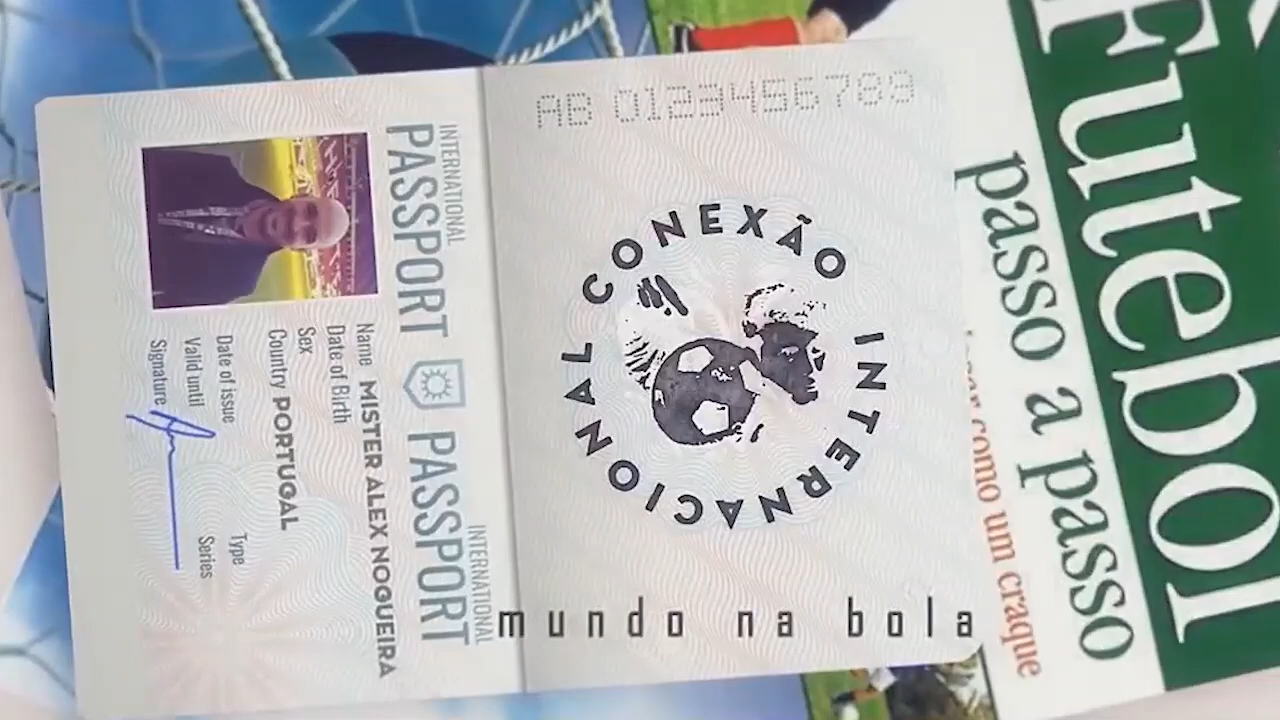 INTERNATIONAL
PASSPORT
INTERNATIONAL
PASSPORT
Name MISTER ALEX NOGUEIRA
Date of Birth
Sex
Country PORTUGAL
Date of issue
Type
Valid until
Series
Signature
AB 0123456789
CONEXÃO INTERNACIONAL
mundo na bola
Futebol
passo a passo
como um craque